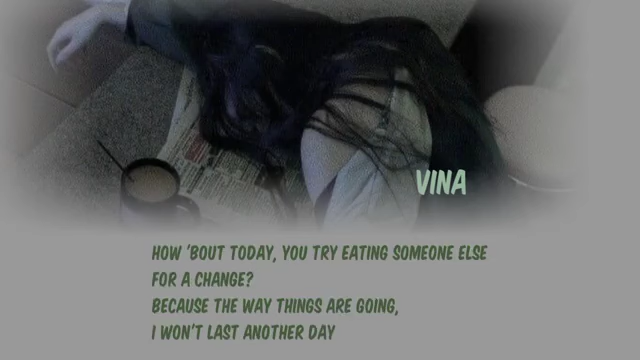 VINA
HOW 'BOUT TODAY, YOU TRY EATING SOMEONE ELSE
FOR A CHANGE?
BECAUSE THE WAY THINGS ARE GOING,
I WON'T LAST ANOTHER DAY